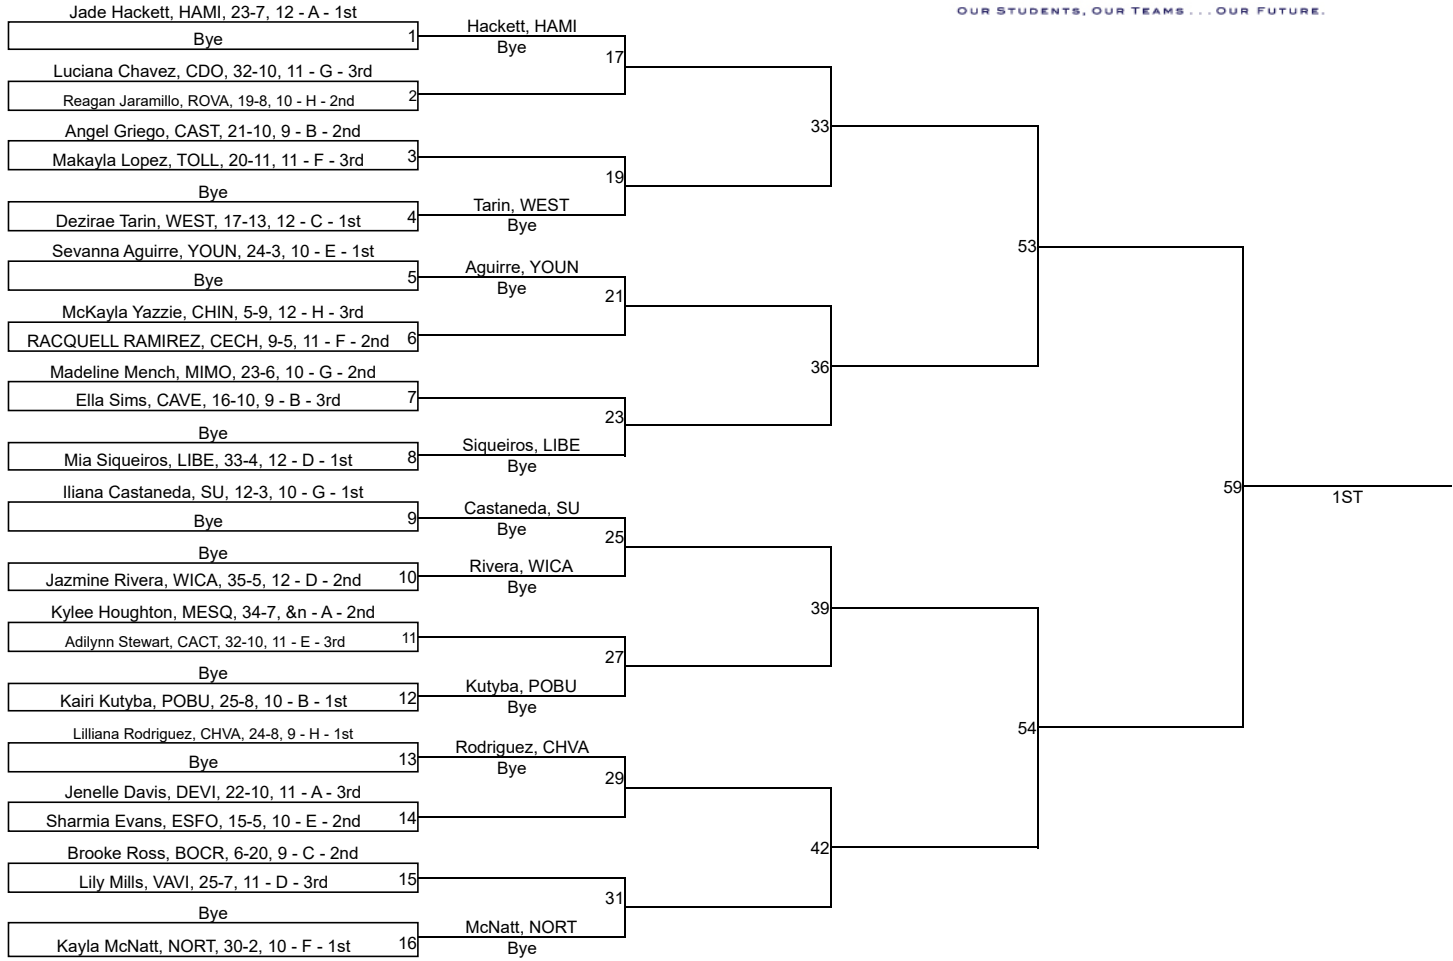 OUR STUDENTS, OUR TEAMS . . . OUR FUTURE.
Jade Hackett, HAMI, 23-7, 12 - A - 1st
Bye
1
Luciana Chavez, CDO, 32-10, 11 - G - 3rd
Reagan Jaramillo, ROVA, 19-8, 10 - H - 2nd
2
Angel Griego, CAST, 21-10, 9 - B - 2nd
Makayla Lopez, TOLL, 20-11, 11 - F - 3rd
3
Bye
Dezirae Tarin, WEST, 17-13, 12 - C - 1st
4
Sevanna Aguirre, YOUN, 24-3, 10 - E - 1st
Bye
5
McKayla Yazzie, CHIN, 5-9, 12 - H - 3rd
RACQUELL RAMIREZ, CECH, 9-5, 11 - F - 2nd
6
Madeline Mench, MIMO, 23-6, 10 - G - 2nd
Ella Sims, CAVE, 16-10, 9 - B - 3rd
7
Bye
Mia Siqueiros, LIBE, 33-4, 12 - D - 1st
8
Iliana Castaneda, SU, 12-3, 10 - G - 1st
Bye
9
Bye
Jazmine Rivera, WICA, 35-5, 12 - D - 2nd
10
Kylee Houghton, MESQ, 34-7, &n - A - 2nd
Adilynn Stewart, CACT, 32-10, 11 - E - 3rd
11
Bye
Kairi Kutyba, POBU, 25-8, 10 - B - 1st
12
Lilliana Rodriguez, CHVA, 24-8, 9 - H - 1st
Bye
13
Jenelle Davis, DEVI, 22-10, 11 - A - 3rd
Sharmia Evans, ESFO, 15-5, 10 - E - 2nd
14
Brooke Ross, BOCR, 6-20, 9 - C - 2nd
Lily Mills, VAVI, 25-7, 11 - D - 3rd
15
Bye
Kayla McNatt, NORT, 30-2, 10 - F - 1st
16
Hackett, HAMI
Bye
17
19
Tarin, WEST
Bye
Aguirre, YOUN
Bye
21
23
Siqueiros, LIBE
Bye
Castaneda, SU
Bye
25
Rivera, WICA
Bye
27
Kutyba, POBU
Bye
Rodriguez, CHVA
Bye
29
31
McNatt, NORT
Bye
33
36
39
42
53
54
59
1ST